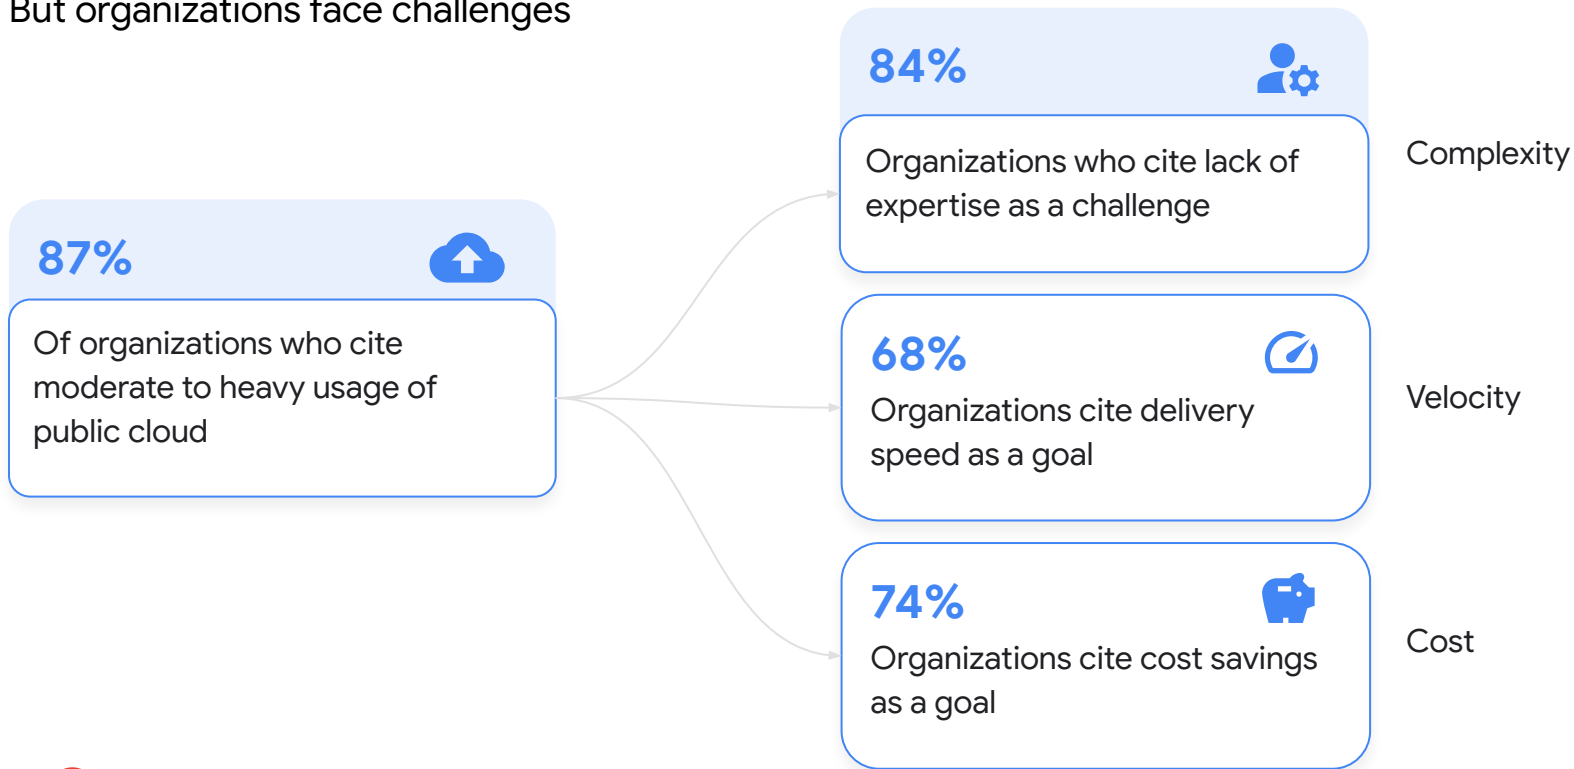 But organizations face challenges
84%
Organizations who cite lack of
expertise as a challenge
Complexity
87%
Of organizations who cite
moderate to heavy usage of
public cloud
68%
Organizations cite delivery
speed as a goal
Velocity
74%
Organizations cite cost savings
as a goal
Cost